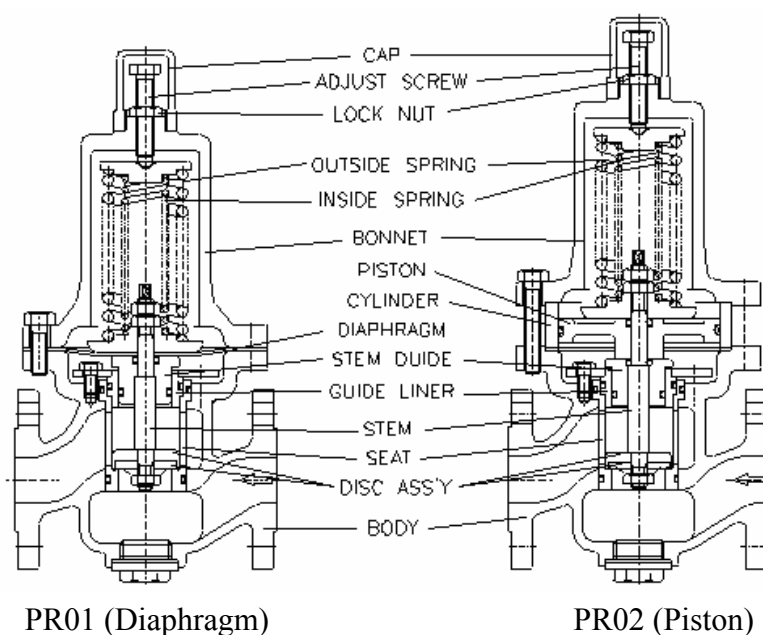 CAP
ADJUST SCREW
LOCK NUT
OUTSIDE SPRING
INSIDE SPRING
BONNET
PISTON
CYLINDER
DIAPHRAGM
STEM DUIDE
GUIDE LINER
STEM
SEAT
DISC ASS'Y
BODY
PR01 (Diaphragm) PR02 (Piston)